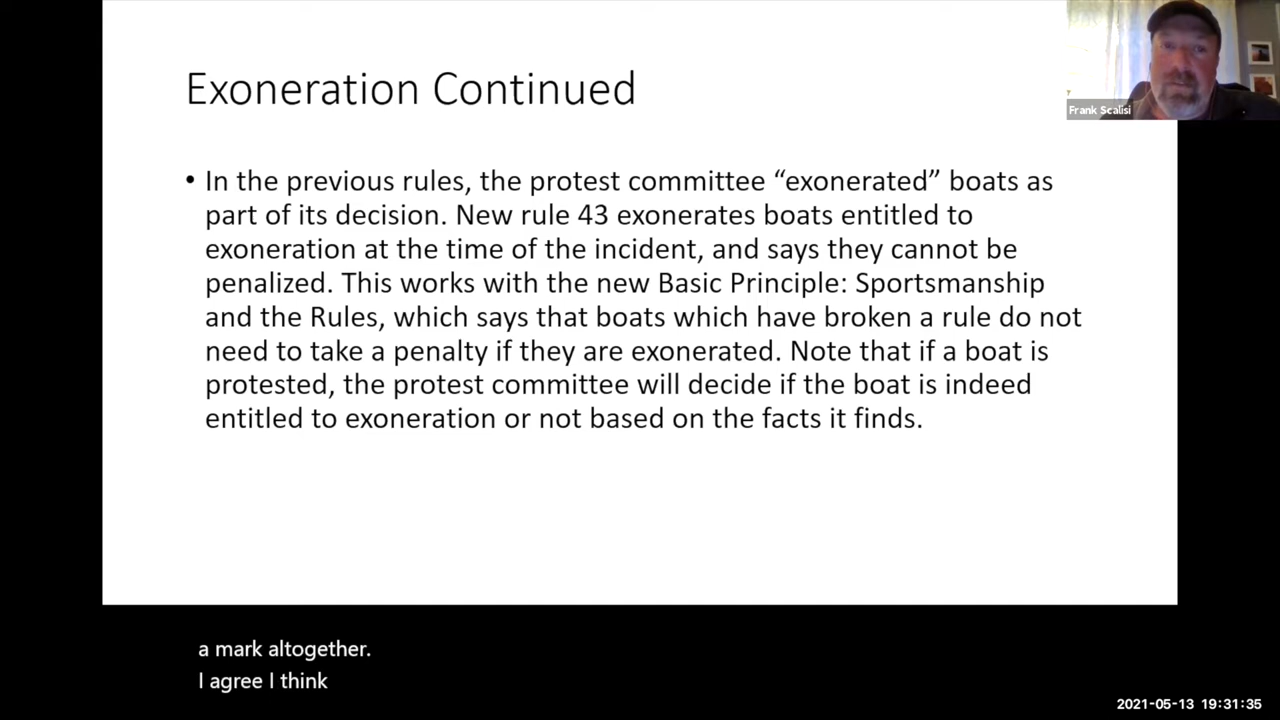 Exoneration Continued
Frank Scalisi
• In the previous rules, the protest committee “exonerated” boats as
part of its decision. New rule 43 exonerates boats entitled to
exoneration at the time of the incident, and says they cannot be
penalized. This works with the new Basic Principle: Sportsmanship
and the Rules, which says that boats which have broken a rule do not
need to take a penalty if they are exonerated. Note that if a boat is
protested, the protest committee will decide if the boat is indeed
entitled to exoneration or not based on the facts it finds.
a mark altogether.
I agree I think
2021-05-13 19:31:35